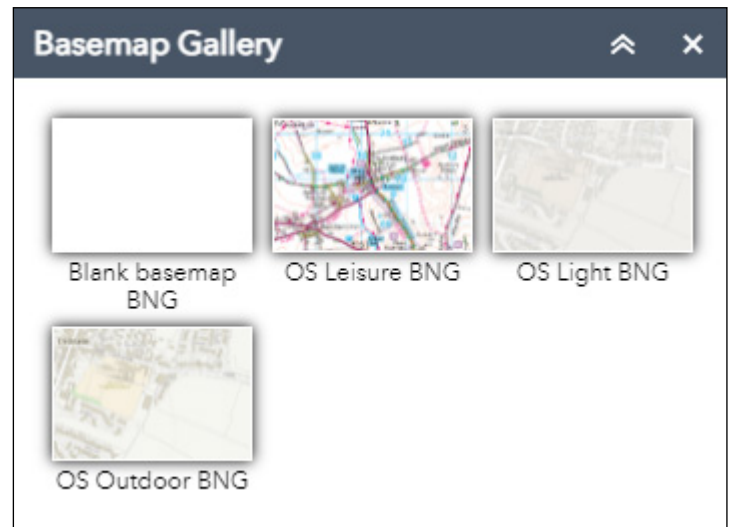 Basemap Gallery
Blank basemap
BNG
OS Leisure BNG
OS Light BNG
OS Outdoor BNG